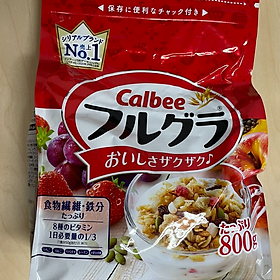 ◀ 保存に便利なチャック付き ▶
シリアルブランド
売上
No.1
Calbee
フルグラ
おいしさザクザク♪
食物繊維・鉄分
たっぷり
8種のビタミン
1日必要量の1/3
たっぷり
800g